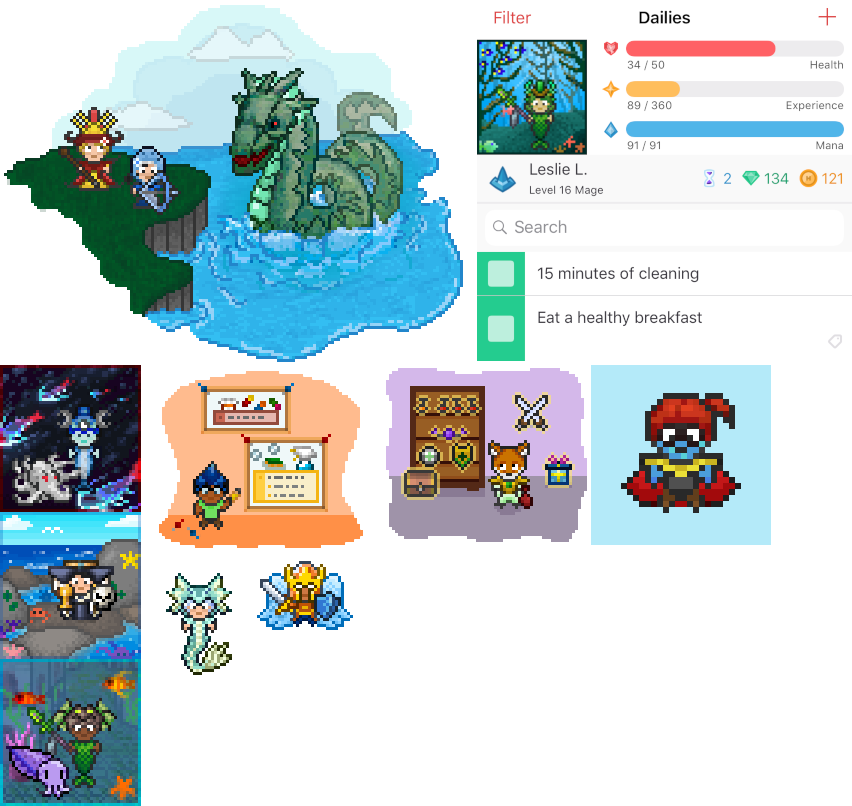 Filter
Dailies
34 / 50
Health
89 / 360
Experience
91 / 91
Mana
Leslie L.
Level 16 Mage
2
134
121
Search
15 minutes of cleaning
Eat a healthy breakfast